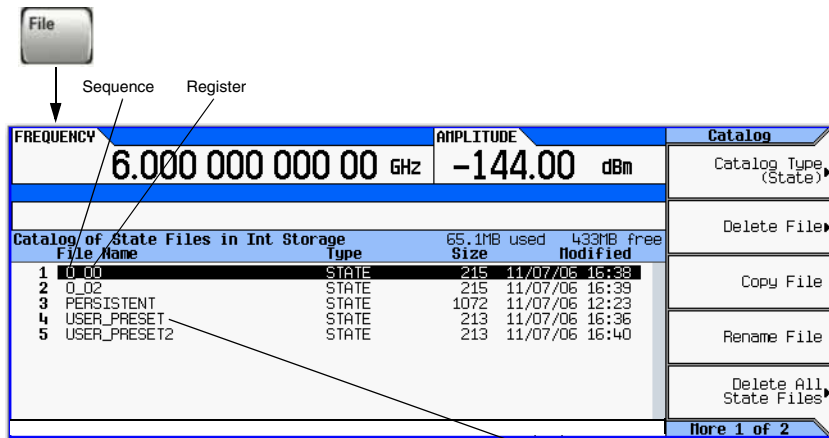 File
Sequence Register
FREQUENCY AMPLITUDE Catalog
6.000 000 000 00 GHz -144.00 dBm
Catalog Type
(State)
Delete File
Catalog of State Files in Int Storage 65.1MB used 433MB free
File Name Type Size Modified
1 0_00 STATE 215 11/07/06 16:38
2 0_02 STATE 215 11/07/06 16:39
3 PERSISTENT STATE 1072 11/07/06 12:23
4 USER_PRESET STATE 213 11/07/06 16:36
5 USER_PRESET2 STATE 213 11/07/06 16:40
Copy File
Rename File
Delete All
State Files
More 1 of 2